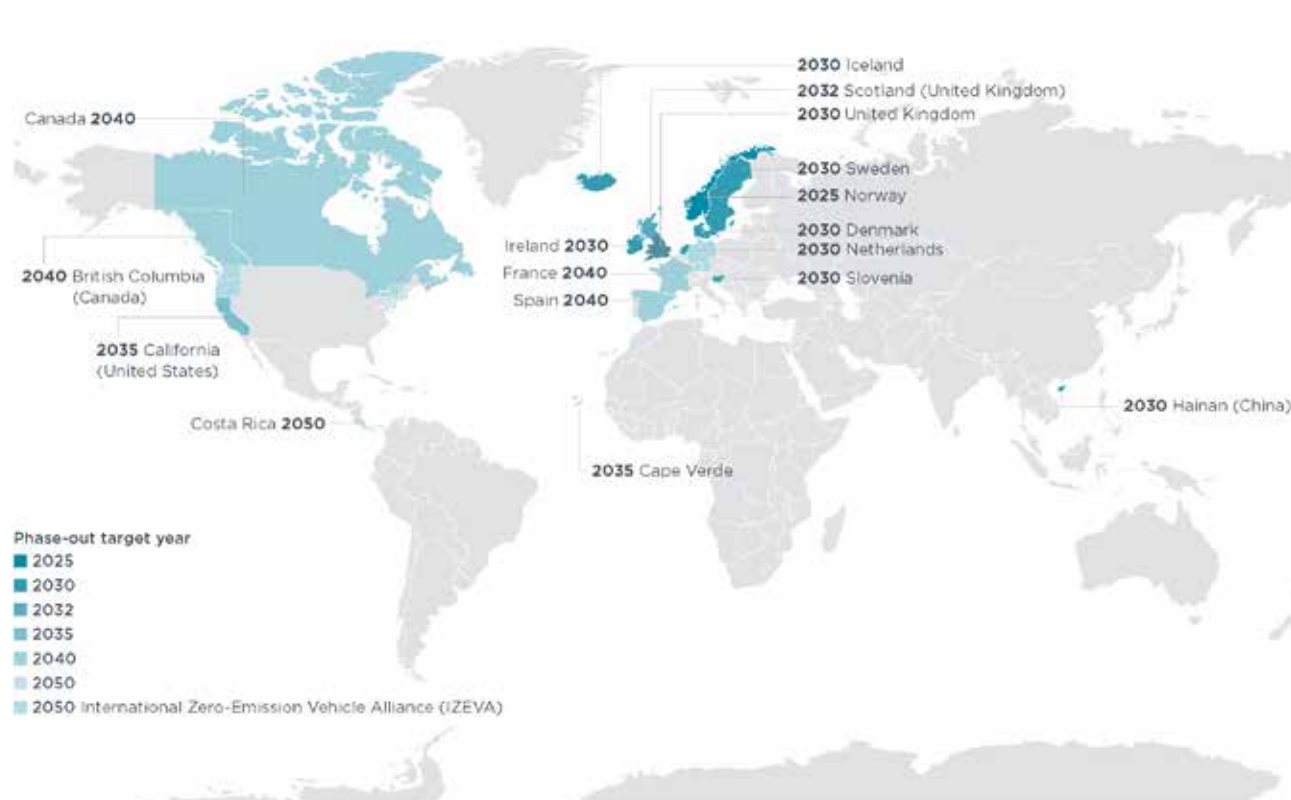 2030 Iceland
2032 Scotland (United Kingdom)
2030 United Kingdom
Canada 2040
2030 Sweden
2025 Norway
2030 Denmark
Ireland 2030
2030 Netherlands
France 2040
2040 British Columbia
(Canada)
2030 Slovenia
Spain 2040
2035 California
(United States)
2030 Hainan (China)
Costa Rica 2050
2035 Cape Verde
Phase-out target year
2025
2030
2032
2035
2040
2050
2050 International Zero-Emission Vehicle Alliance (IZEVA)